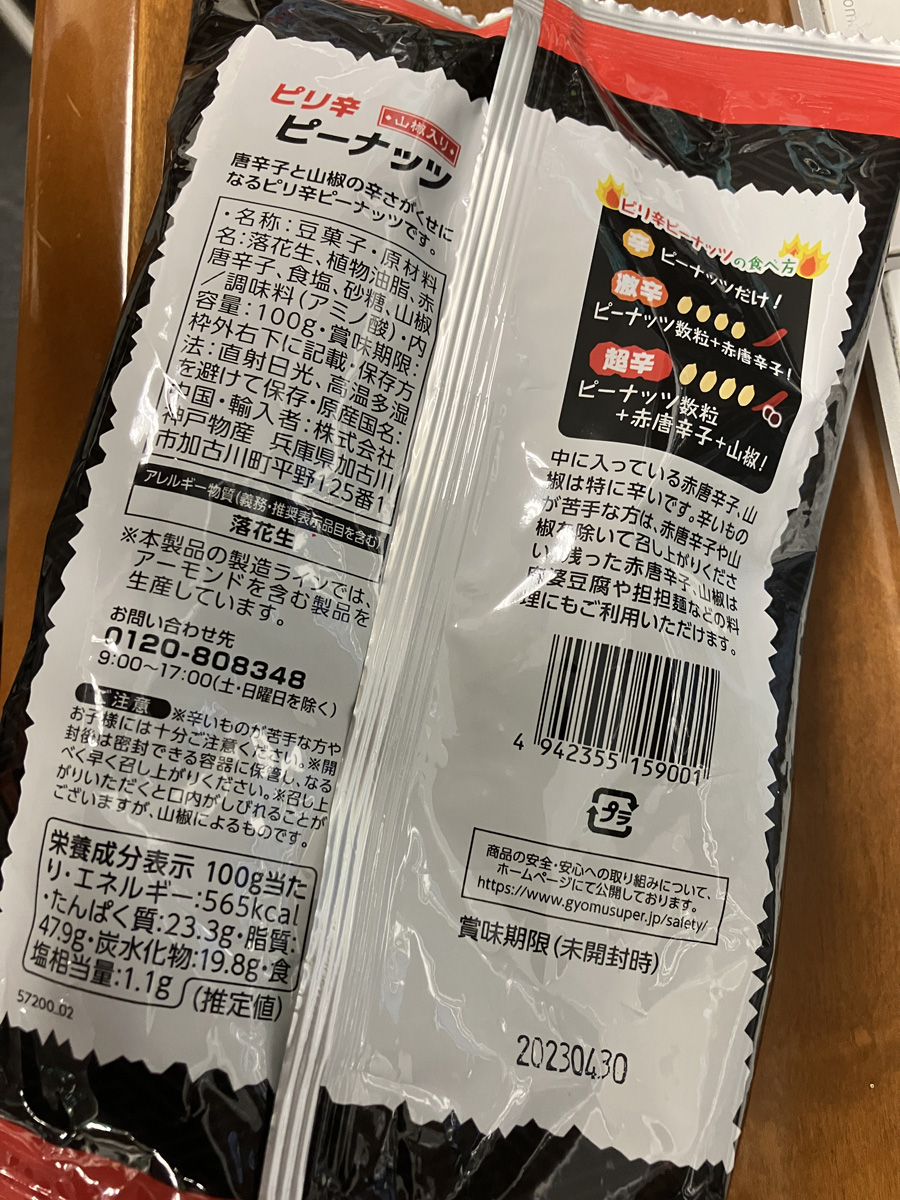 ピリ辛
・山椒入り・
ピーナッツ
唐辛子と山椒の辛さがくせに
なるピリ辛ピーナッツです。
・名称:豆菓子・原材料
名:落花生、植物油脂、赤
唐辛子、食塩、砂糖、山椒
/調味料(アミノ酸)・内
容量:100g・賞味期限:
枠外右下に記載・保存方
法:直射日光、高温多湿
を避けて保存・原産国名:
中国・輸入者:株式会社
神戸物産 兵庫県加古川
市加古川町平野125番1
アレルギー物質(義務・推奨表示品目を含む)
落花生
※本製品の製造ラインでは、
アーモンドを含む製品を
生産しています。
お問い合わせ先
0120-808348
9:00〜17:00(土・日曜日を除く)
ご注意 ※辛いものが苦手な方や
お子様には十分ご注意ください。※開
封後は密封できる容器に保管し、なる
べく早く召し上がりください。※召し上
がりいただくと口内がしびれることが
ございますが、山椒によるものです。
栄養成分表示 100g当た
り・エネルギー:565kcal
・たんぱく質:23.3g・脂質:
47.9g・炭水化物:19.8g・食
塩相当量:1.1g (推定値)
57200_02
ピリ辛ピーナッツの食べ方
辛 ピーナッツだけ!
激辛
ピーナッツ数粒+赤唐辛子!
超辛
ピーナッツ数粒
+赤唐辛子+山椒!
中に入っている赤唐辛子、山
椒は特に辛いです。辛いもの
が苦手な方は、赤唐辛子や山
椒を除いて召し上がりくださ
い。残った赤唐辛子、山椒は
麻婆豆腐や担担麺などの料
理にもご利用いただけます。
4 942355 159001
プラ
商品の安全・安心への取り組みについて、
ホームページにて公開しております。
https://www.gyomusuper.jp/safety/
賞味期限(未開封時)
20230430